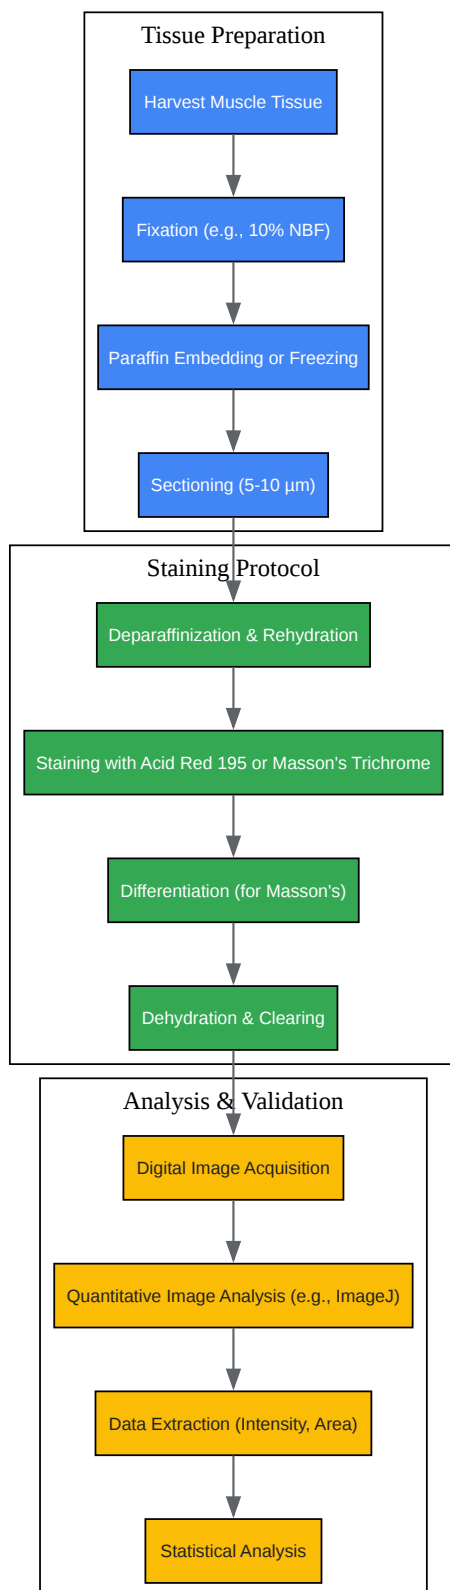 Tissue Preparation
Harvest Muscle Tissue
Fixation (e.g., 10% NBF)
Paraffin Embedding or Freezing
Sectioning (5-10 µm)
Staining Protocol
Deparaffinization & Rehydration
Staining with Acid Red 195 or Masson's Trichrome
Differentiation (for Masson's)
Dehydration & Clearing
Analysis & Validation
Digital Image Acquisition
Quantitative Image Analysis (e.g., ImageJ)
Data Extraction (Intensity, Area)
Statistical Analysis